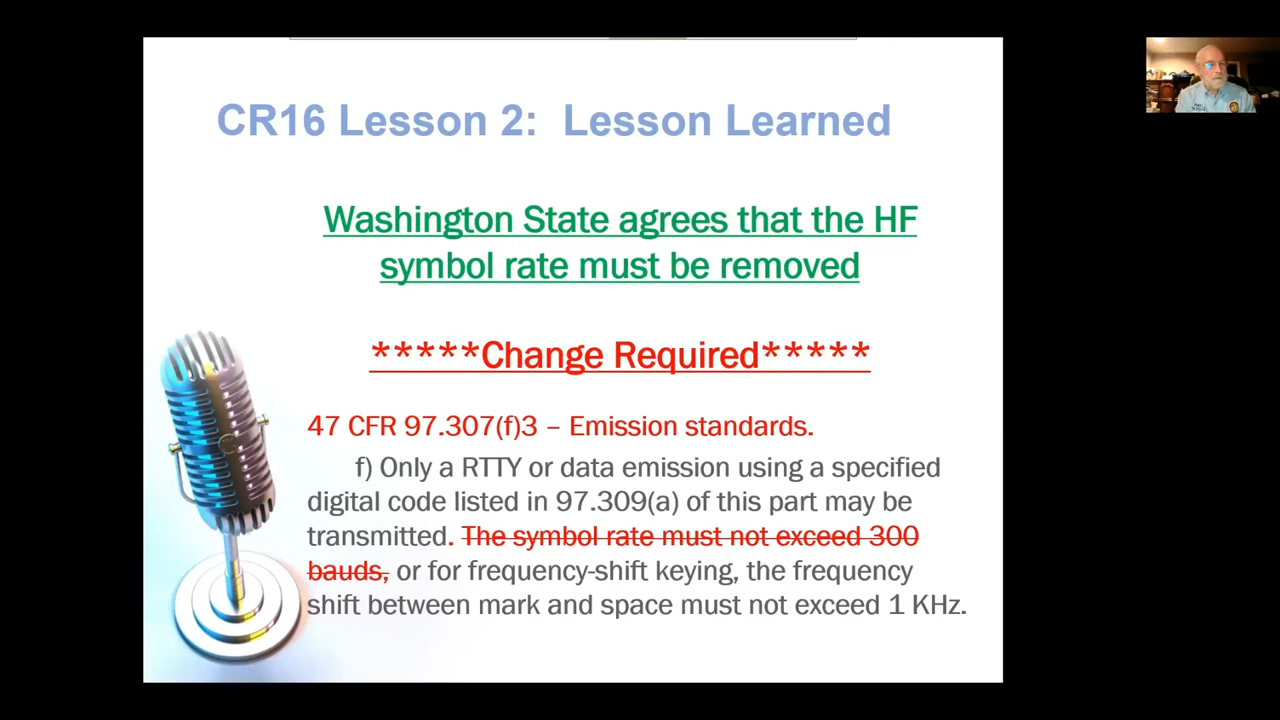 CR16 Lesson 2: Lesson Learned
Washington State agrees that the HF
symbol rate must be removed
*****Change Required*****
47 CFR 97.307(f)3 – Emission standards.
f) Only a RTTY or data emission using a specified
digital code listed in 97.309(a) of this part may be
transmitted. The symbol rate must not exceed 300
bauds, or for frequency-shift keying, the frequency
shift between mark and space must not exceed 1 KHz.